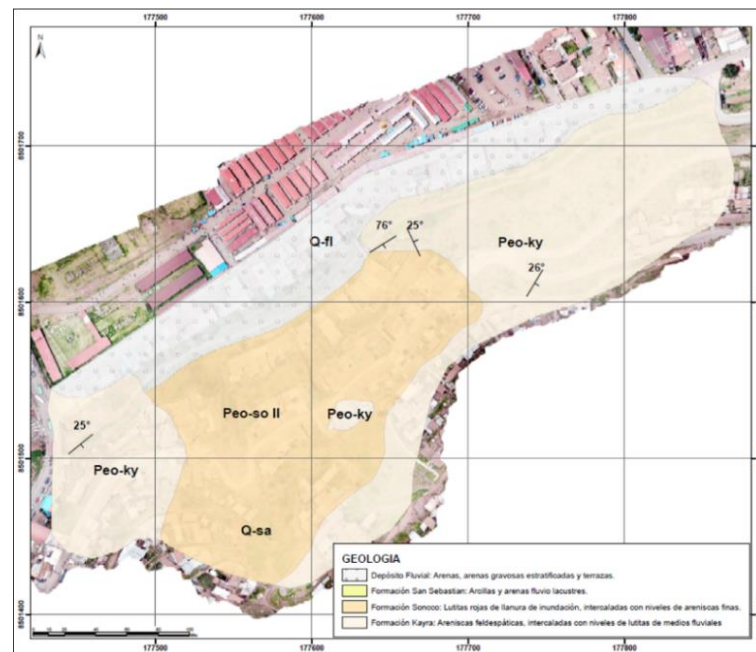 177500 177600 177700 177800
N
8501700
8501600
8501500
8501400
76° 25°
Q-fl
Peo-ky
26°
Peo-so II
Peo-ky
25°
Peo-ky
Q-sa
GEOLOGIA
Depósito Fluvial: Arenas, arenas gravosas estratificadas y terrazas.
Formación San Sebastian: Arcillas y arenas fluvio lacustres.
Formación Soncco: Lutitas rojas de llanura de inundación, intercaladas con niveles de areniscas finas.
Formación Kayra: Areniscas feldespáticas, intercaladas con niveles de lutitas de medios fluviales
177500 177600 177700 177800